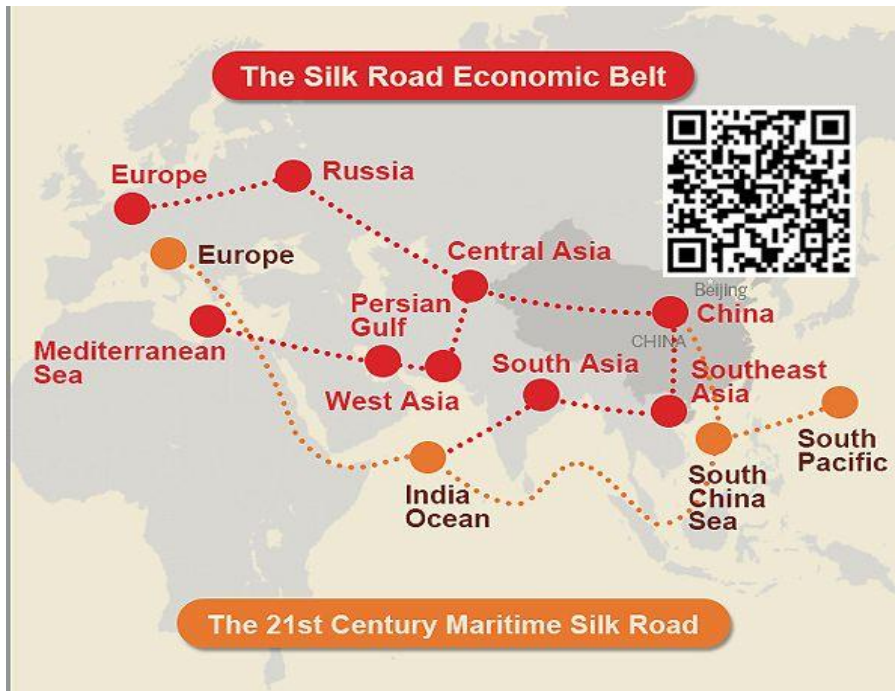 The Silk Road Economic Belt
Europe
Russia
Europe
Central Asia
Beijing
China
CHINA
Persian
Gulf
Mediterranean
Sea
West Asia
South Asia
Southeast
Asia
South
Pacific
India
Ocean
South
China
Sea
The 21st Century Maritime Silk Road